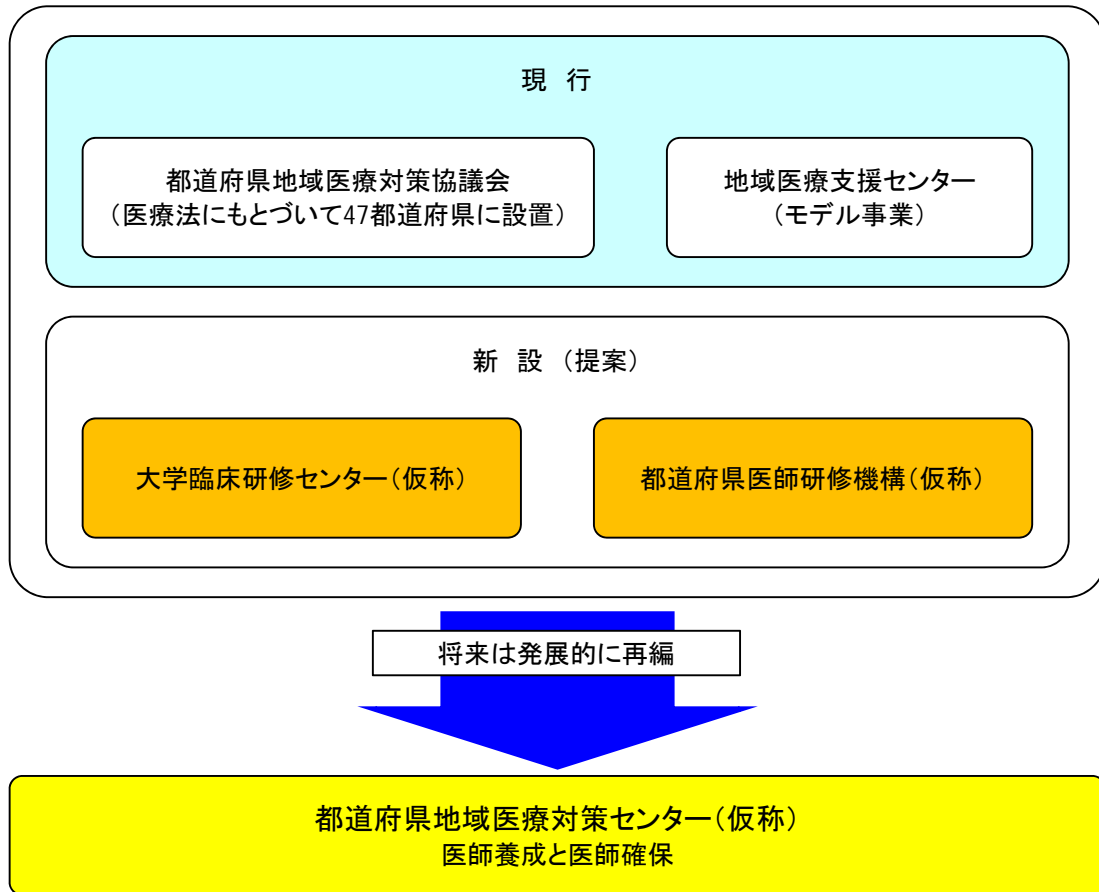 現 行
都道府県地域医療対策協議会
（医療法にもとづいて47都道府県に設置）
地域医療支援センター
（モデル事業）
新 設 （提案）
大学臨床研修センター（仮称）
都道府県医師研修機構（仮称）
将来は発展的に再編
都道府県地域医療対策センター（仮称）
医師養成と医師確保